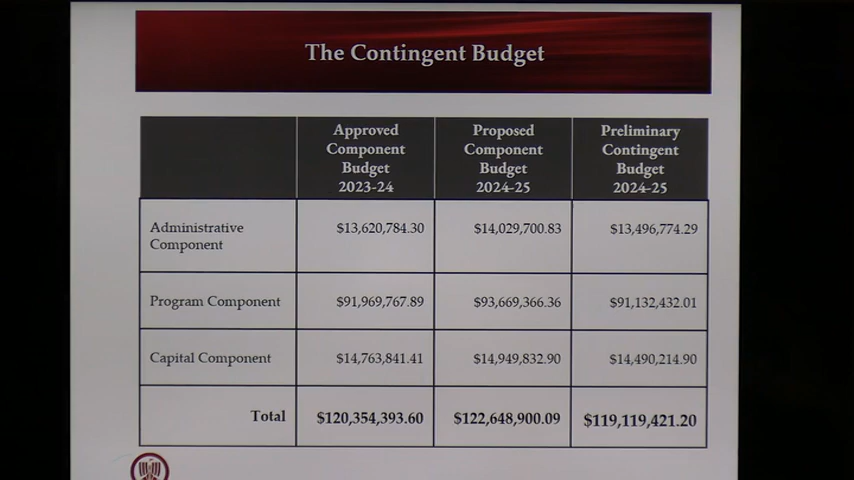 The Contingent Budget
Approved Component Budget 2023-24
Proposed Component Budget 2024-25
Preliminary Contingent Budget 2024-25
Administrative Component $13,620,784.30 $14,029,700.83 $13,496,774.29
Program Component $91,969,767.89 $93,669,366.36 $91,132,432.01
Capital Component $14,763,841.41 $14,949,832.90 $14,490,214.90
Total $120,354,393.60 $122,648,900.09 $119,119,421.20